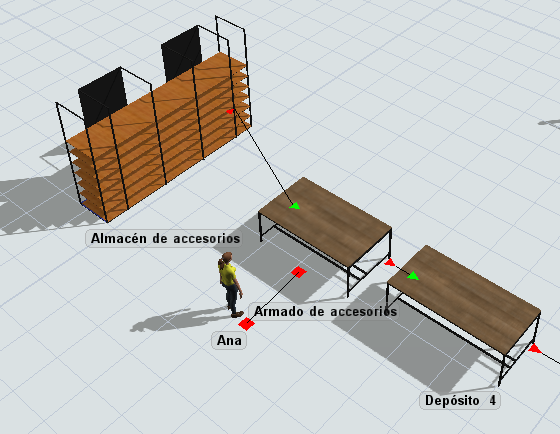 Almacén de accesorios
Armado de accesorios
Ana
Depósito 4